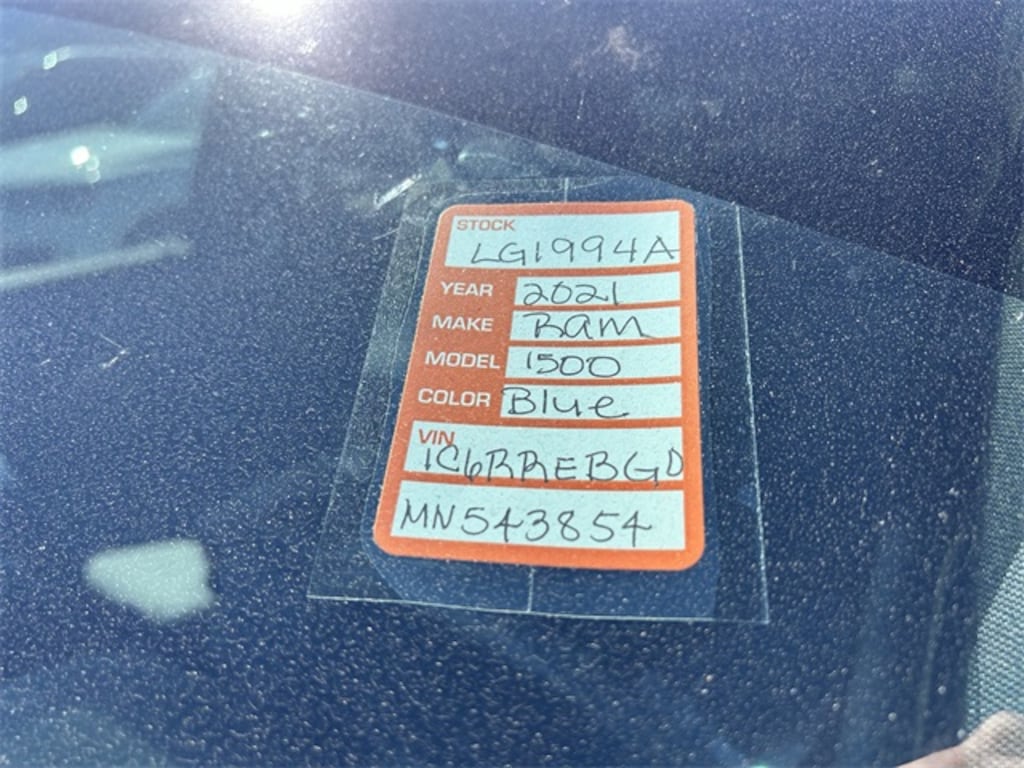 STOCK
LG1994A
YEAR 2021
MAKE Ram
MODEL 1500
COLOR Blue
VIN
1C6RREBGD
MN543854